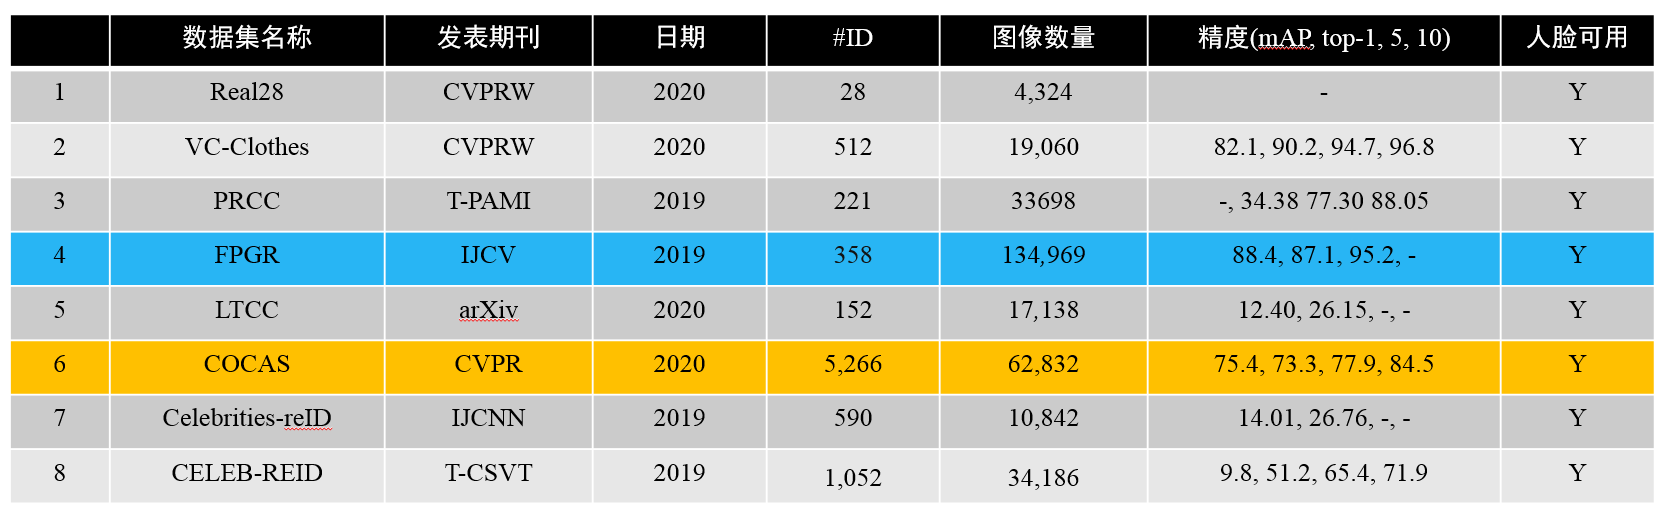 数据集名称 发表期刊 日期 #ID 图像数量 精度(mAP, top-1, 5, 10) 人脸可用
1 Real28 CVPRW 2020 28 4,324 - Y
2 VC-Clothes CVPRW 2020 512 19,060 82.1, 90.2, 94.7, 96.8 Y
3 PRCC T-PAMI 2019 221 33698 -, 34.38 77.30 88.05 Y
4 FPGR IJCV 2019 358 134,969 88.4, 87.1, 95.2, - Y
5 LTCC arXiv 2020 152 17,138 12.40, 26.15, -, - Y
6 COCAS CVPR 2020 5,266 62,832 75.4, 73.3, 77.9, 84.5 Y
7 Celebrities-reID IJCNN 2019 590 10,842 14.01, 26.76, -, - Y
8 CELEB-REID T-CSVT 2019 1,052 34,186 9.8, 51.2, 65.4, 71.9 Y